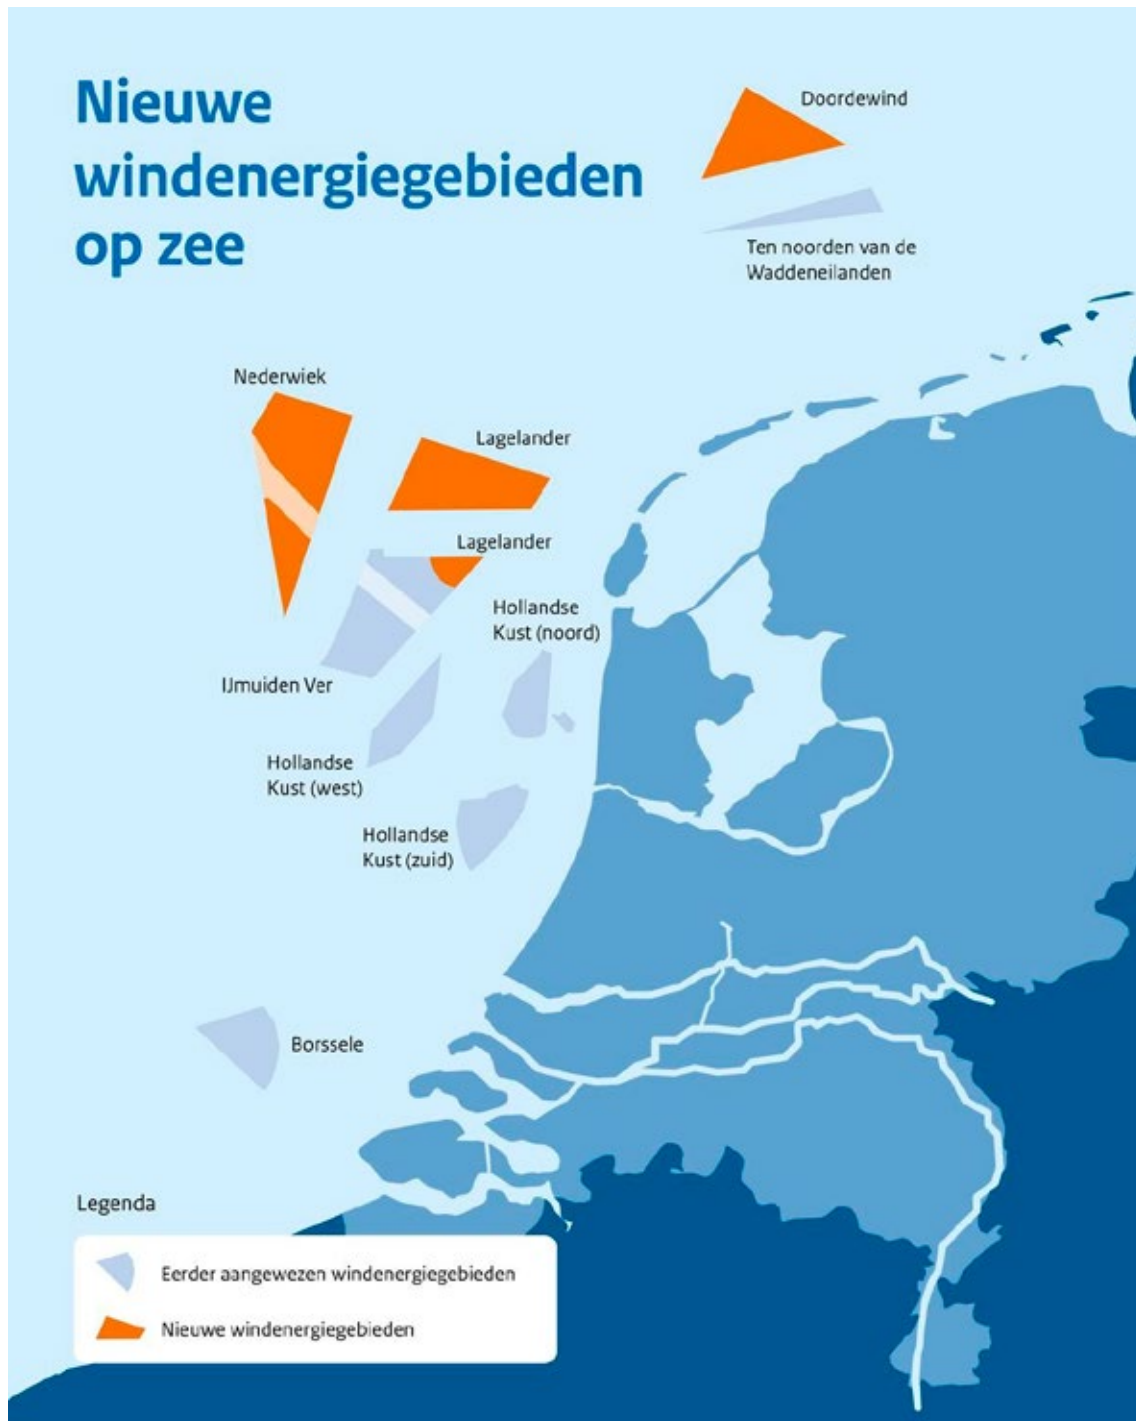 Nieuwe
windenergiegebieden
op zee
Doordewind
Ten noorden van de
Waddeneilanden
Nederwiek
Lagelander
Lagelander
Hollandse
Kust (noord)
IJmuiden Ver
Hollandse
Kust (west)
Hollandse
Kust (zuid)
Borssele
Legenda
Eerder aangewezen windenergiegebieden
Nieuwe windenergiegebieden